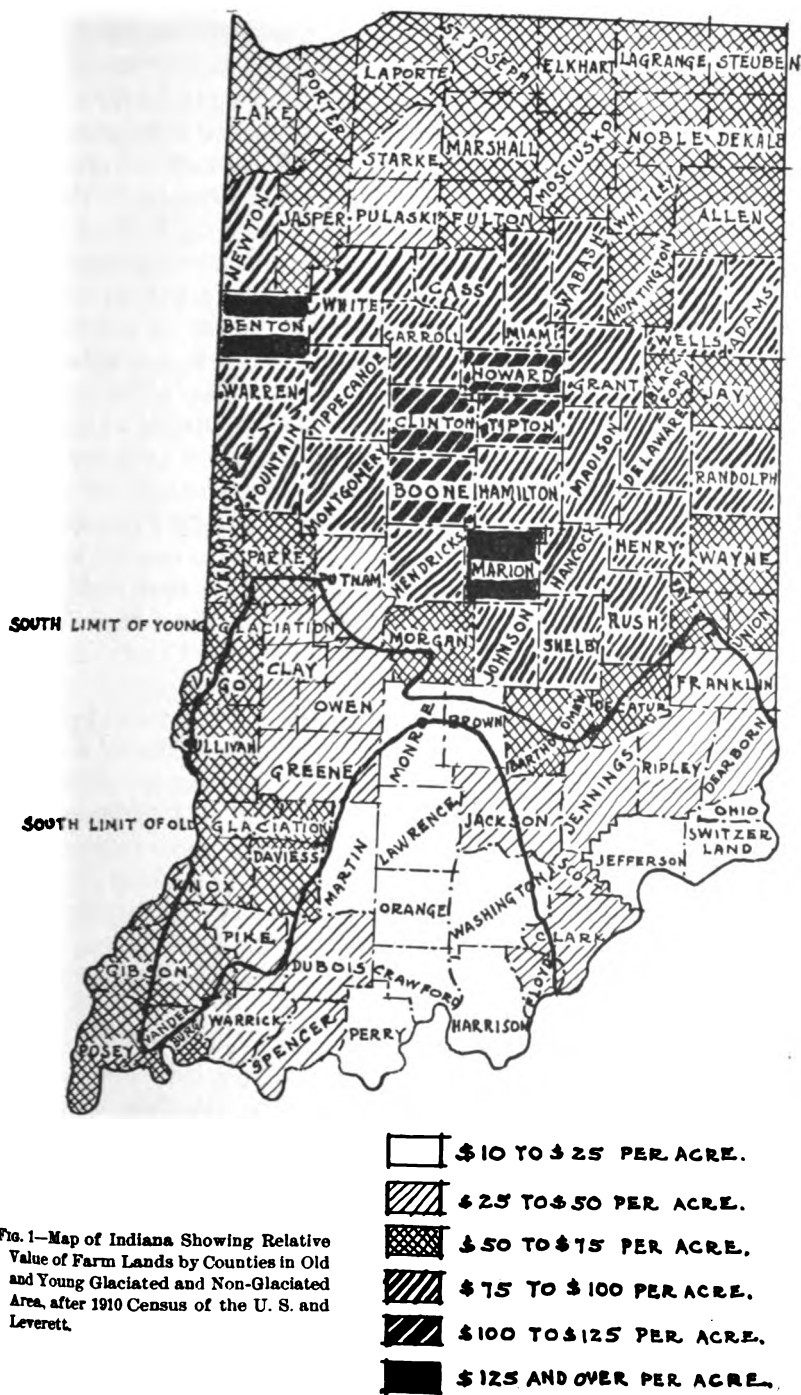 LAKE
PORTER
LAPORTE
ST JOSEPH
ELKHART
LAGRANGE
STEUBEN
STARKE
MARSHALL
MOSCIUSKO
NOBLE
DEKALB
NEWTON
JASPER
PULASKI
FULTON
WHITLEY
ALLEN
BENTON
WHITE
CASS
MIAMI
WABASH
HUNTINGTON
WELLS
ADAMS
CARROLL
WARREN
TIPPECANOE
HOWARD
GRANT
BLACKFORD
JAY
CLINTON
TIPTON
FOUNTAIN
MONTGOMERY
BOONE
HAMILTON
MADISON
DELAWARE
RANDOLPH
VERMILION
PARKE
PUTNAM
HENDRICKS
MARION
HANCOCK
HENRY
WAYNE
SOUTH LIMIT OF YOUNG GLACIATION
MORGAN
JOHNSON
SHELBY
RUSH
UNION
VIGO
CLAY
OWEN
MONROE
BROWN
BARTHOLOMEW
DECATUR
FRANKLIN
SULLIVAN
GREENE
JACKSON
JENNINGS
RIPLEY
DEARBORN
SOUTH LIMIT OF OLD GLACIATION
OHIO
SWITZER
LAND
DAVIESS
MARTIN
LAWRENCE
JEFFERSON
KNOX
SCOTT
ORANGE
WASHINGTON
PIKE
CLARK
GIBSON
DUBOIS
CRAWFORD
FLOYD
POSEY
VANDER
BURG
WARRICK
SPENCER
PERRY
HARRISON
$10 TO $25 PER ACRE.
$25 TO $50 PER ACRE.
$50 TO $75 PER ACRE.
$75 TO $100 PER ACRE.
$100 TO $125 PER ACRE.
$125 AND OVER PER ACRE.
FIG. 1—Map of Indiana Showing Relative
Value of Farm Lands by Counties in Old
and Young Glaciated and Non-Glaciated
Area, after 1910 Census of the U. S. and
Leverett.